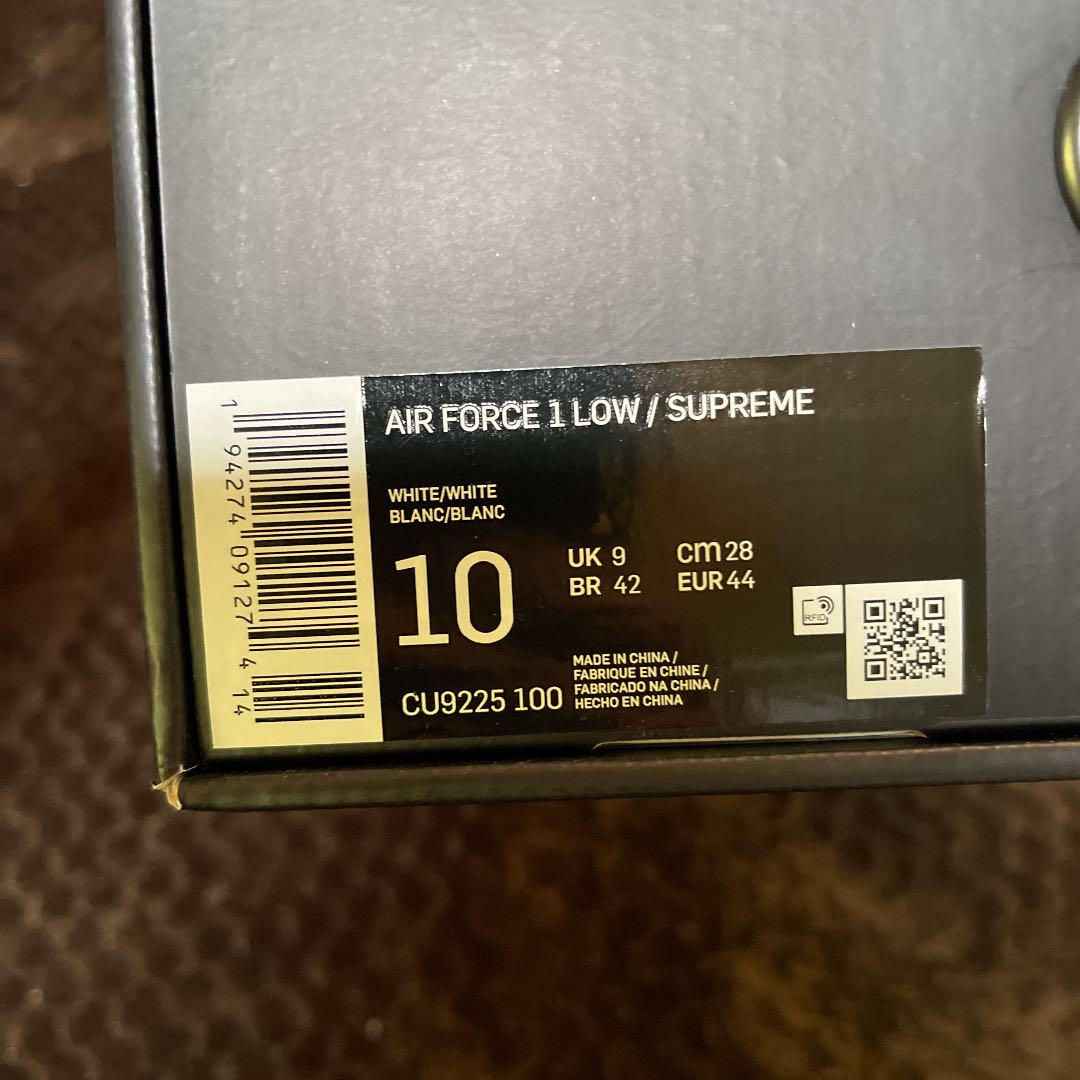 AIR FORCE 1 LOW / SUPREME
WHITE/WHITE
BLANC/BLANC
10
UK 9
cm 28
BR 42
EUR 44
RFID
MADE IN CHINA /
FABRIQUE EN CHINE /
FABRICADO NA CHINA /
HECHO EN CHINA
CU9225 100
1 94274 09127 4 14